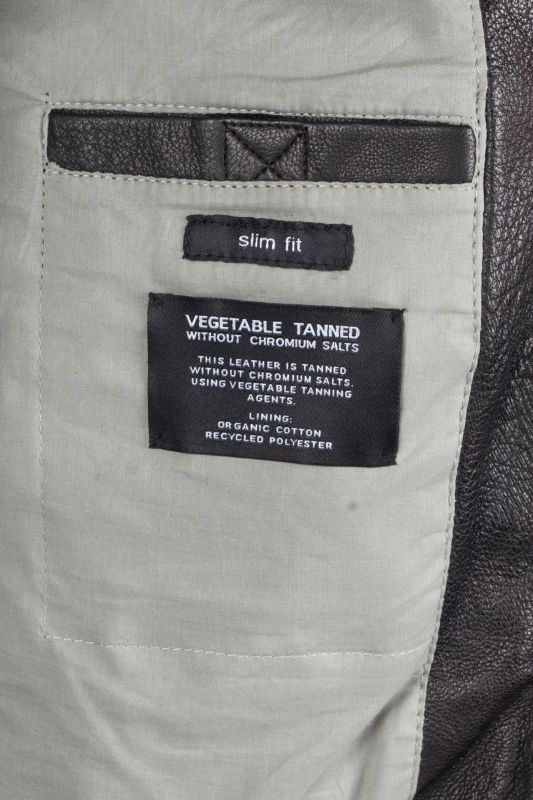 slim fit
VEGETABLE TANNED
WITHOUT CHROMIUM SALTS
THIS LEATHER IS TANNED
WITHOUT CHROMIUM SALTS.
USING VEGETABLE TANNING
AGENTS.
LINING:
ORGANIC COTTON
RECYCLED POLYESTER